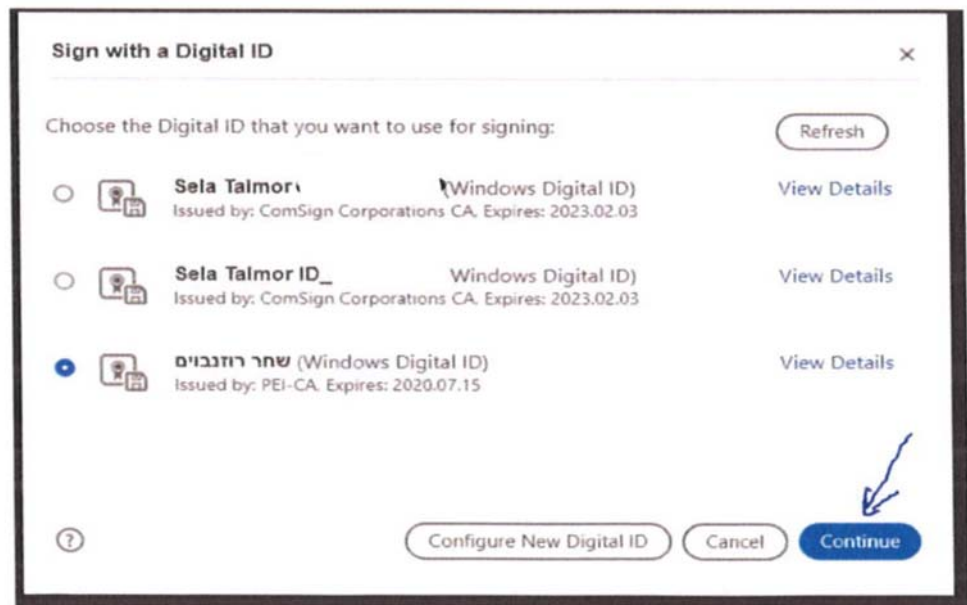 Sign with a Digital ID
Choose the Digital ID that you want to use for signing:
Refresh
Sela Talmor (Windows Digital ID)
View Details
Issued by: ComSign Corporations CA. Expires: 2023.02.03
Sela Talmor ID_ Windows Digital ID)
View Details
Issued by: ComSign Corporations CA. Expires: 2023.02.03
שחר רוזנבוים (Windows Digital ID)
View Details
Issued by: PEI-CA. Expires: 2020.07.15
?
Configure New Digital ID
Cancel
Continue